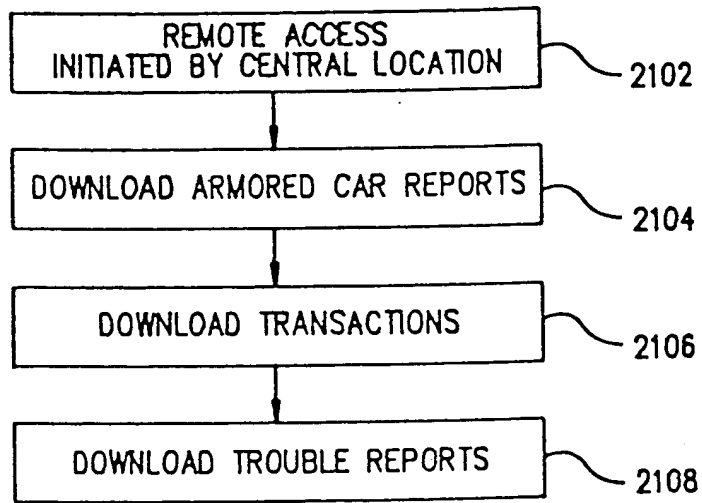 REMOTE ACCESS
INITIATED BY CENTRAL LOCATION
2102
DOWNLOAD ARMORED CAR REPORTS
2104
DOWNLOAD TRANSACTIONS
2106
DOWNLOAD TROUBLE REPORTS
2108